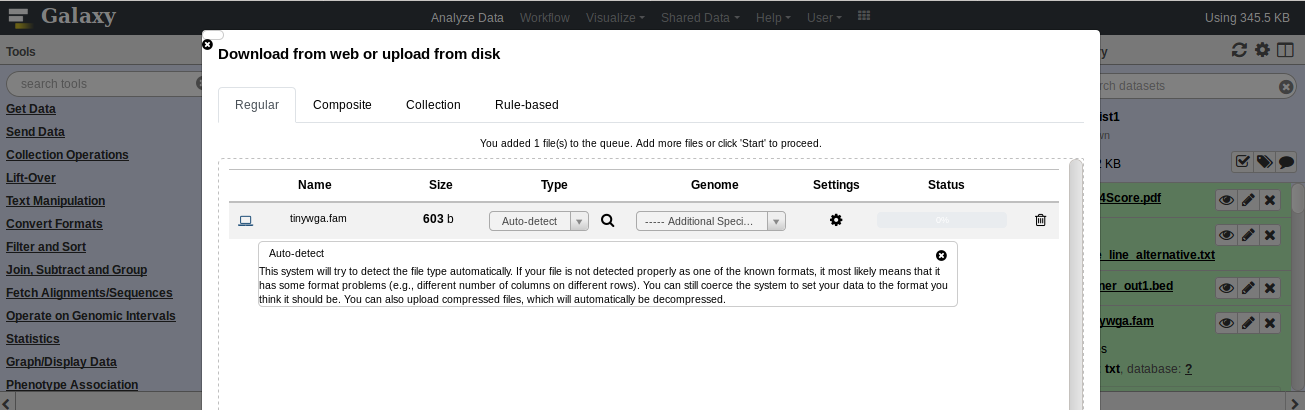 Galaxy
Analyze Data Workflow Visualize Shared Data Help User Using 345.5 KB
Tools
search tools
Get Data
Send Data
Collection Operations
Lift-Over
Text Manipulation
Convert Formats
Filter and Sort
Join, Subtract and Group
Fetch Alignments/Sequences
Operate on Genomic Intervals
Statistics
Graph/Display Data
Phenotype Association
Download from web or upload from disk
Regular Composite Collection Rule-based
You added 1 file(s) to the queue. Add more files or click 'Start' to proceed.
Name Size Type Genome Settings Status
tinywga.fam 603 b Auto-detect ----- Additional Speci... 0%
Auto-detect
This system will try to detect the file type automatically. If your file is not detected properly as one of the known formats, it most likely means that it
has some format problems (e.g., different number of columns on different rows). You can still coerce the system to set your data to the format you
think it should be. You can also upload compressed files, which will automatically be decompressed.
ry
rch datasets
ist1
wn
2 KB
4Score.pdf
e_line_alternative.txt
ner_out1.bed
ywga.fam
s
txt, database: ?